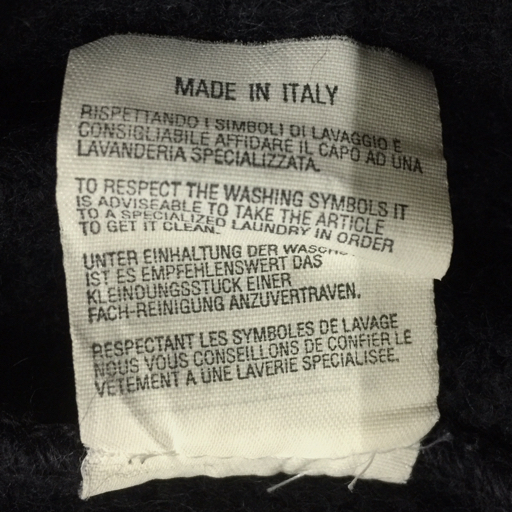 MADE IN ITALY
RISPETTANDO I SIMBOLI DI LAVAGGIO E
CONSIGLIABILE AFFIDARE IL CAPO AD UNA
LAVANDERIA SPECIALIZZATA.
TO RESPECT THE WASHING SYMBOLS IT
IS ADVISEABLE TO TAKE THE ARTICLE
TO A SPECIALIZED LAUNDRY IN ORDER
TO GET IT CLEAN.
UNTER EINHALTUNG DER
IST ES EMPFEHLENSWERT DAS
KLEINDUNGSSTUCK EINER
FACH-REINIGUNG ANZUVERTRAVEN.
RESPECTANT LES SYMBOLES DE LAVAGE
NOUS VOUS CONSEILLONS DE CONFIER LE
VETEMENT A UNE LAVERIE SPECIALISEE.